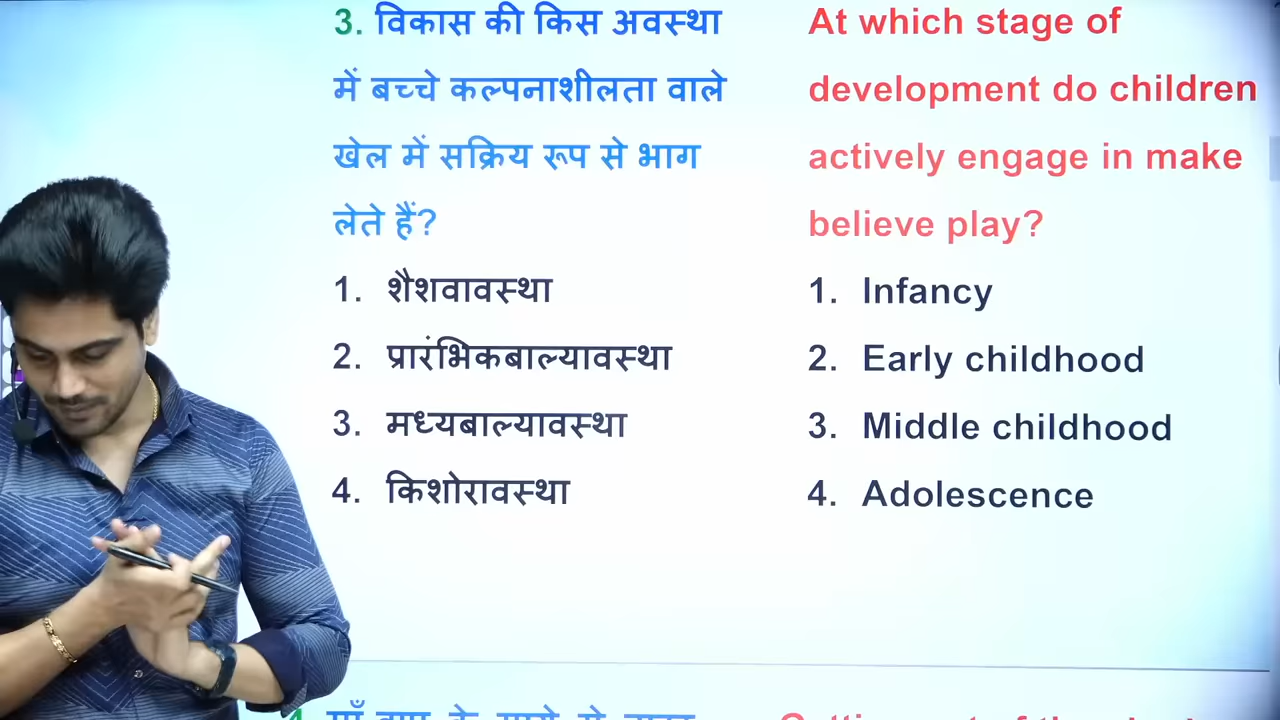 3. विकास की किस अवस्था
में बच्चे कल्पनाशीलता वाले
खेल में सक्रिय रूप से भाग
लेते हैं?
1. शैशवावस्था
2. प्रारंभिकबाल्यावस्था
3. मध्यबाल्यावस्था
4. किशोरावस्था
At which stage of
development do children
actively engage in make
believe play?
1. Infancy
2. Early childhood
3. Middle childhood
4. Adolescence
4.